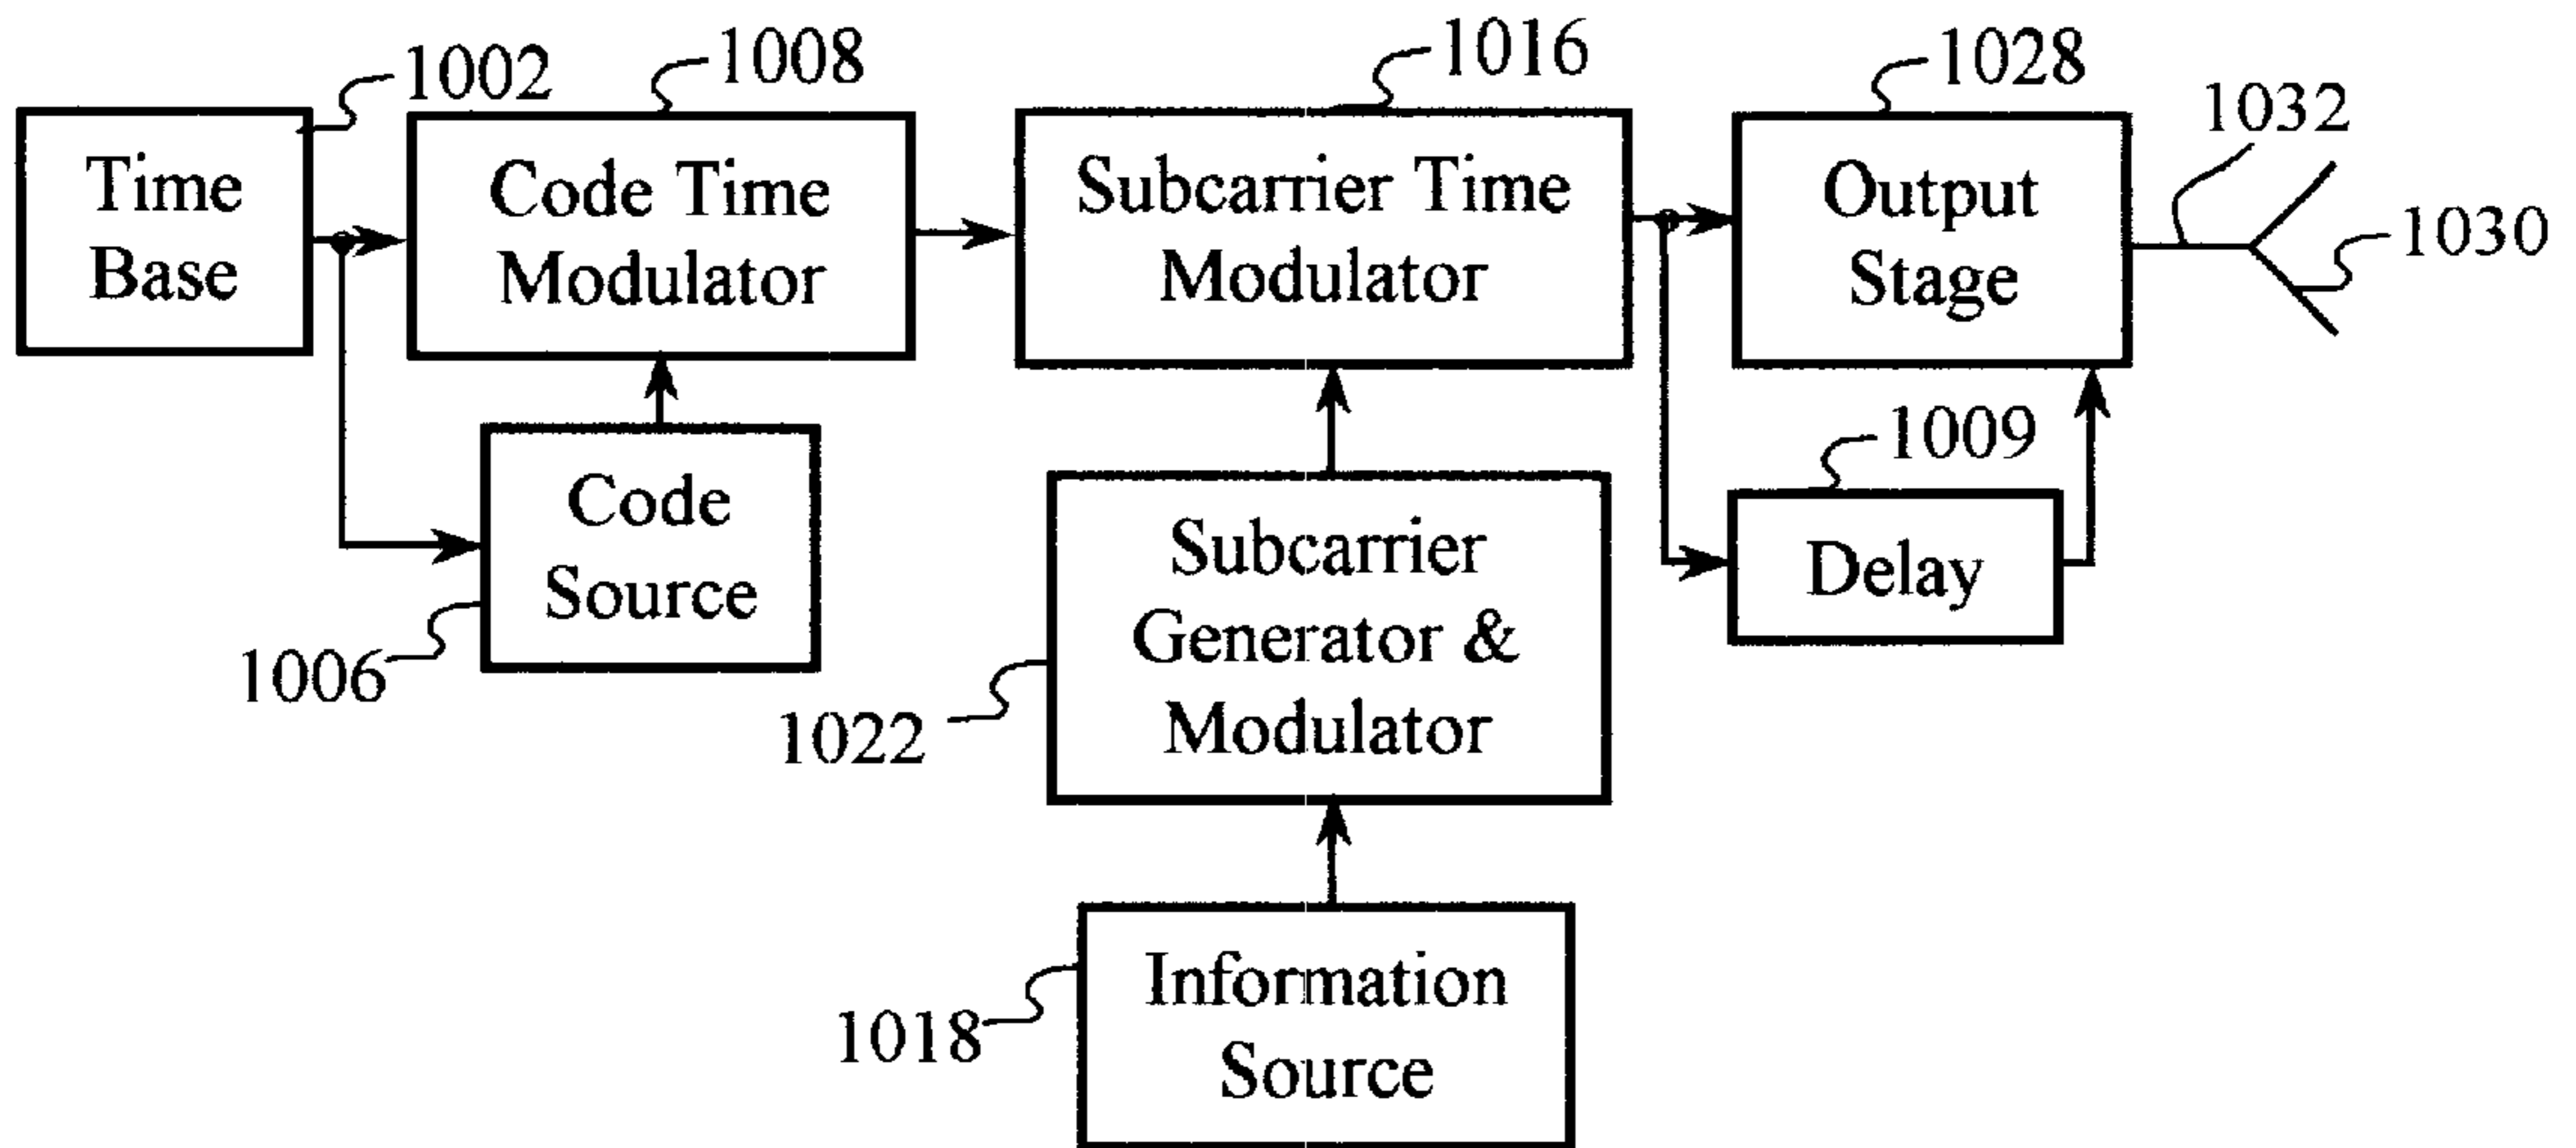 1002
1008
1016
1028
1032
1030
Time
Base
Code Time
Modulator
Subcarrier Time
Modulator
Output
Stage
1009
Code
Source
1006
Subcarrier
Generator &
Modulator
1022
Delay
Information
Source
1018